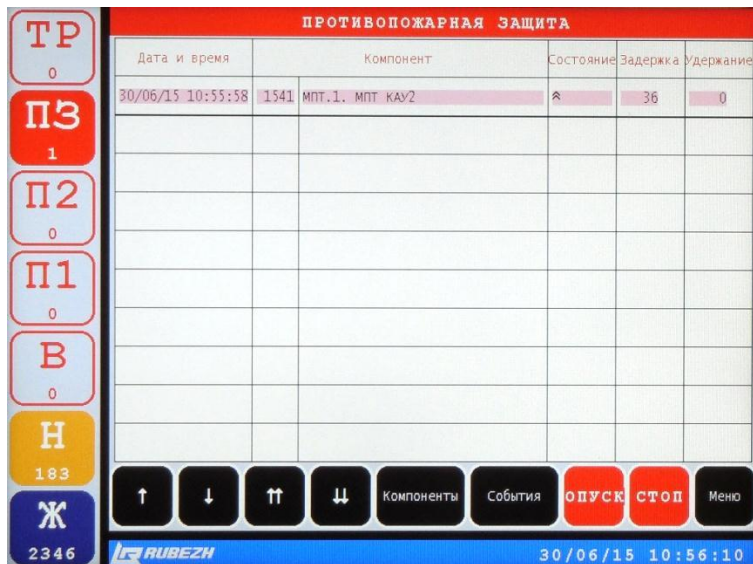 ТР
0
ПЗ
1
П2
0
П1
0
В
0
Н
183
Ж
2346
ПРОТИВОПОЖАРНАЯ ЗАЩИТА
Дата и время Компонент Состояние Задержка Удержание
30/06/15 10:55:58 1541 МПТ.1. МПТ КАУ2 36 0
↑ ↓ ⇈ ⇊ Компоненты События ОПУСК СТОП Меню
RUBEZH 30/06/15 10:56:10